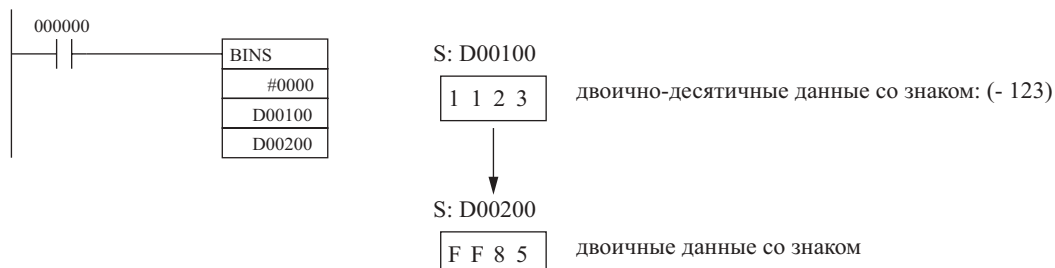 000000
BINS
#0000
D00100
D00200
S: D00100
1 1 2 3 двоично-десятичные данные со знаком: (- 123)
S: D00200
F F 8 5 двоичные данные со знаком